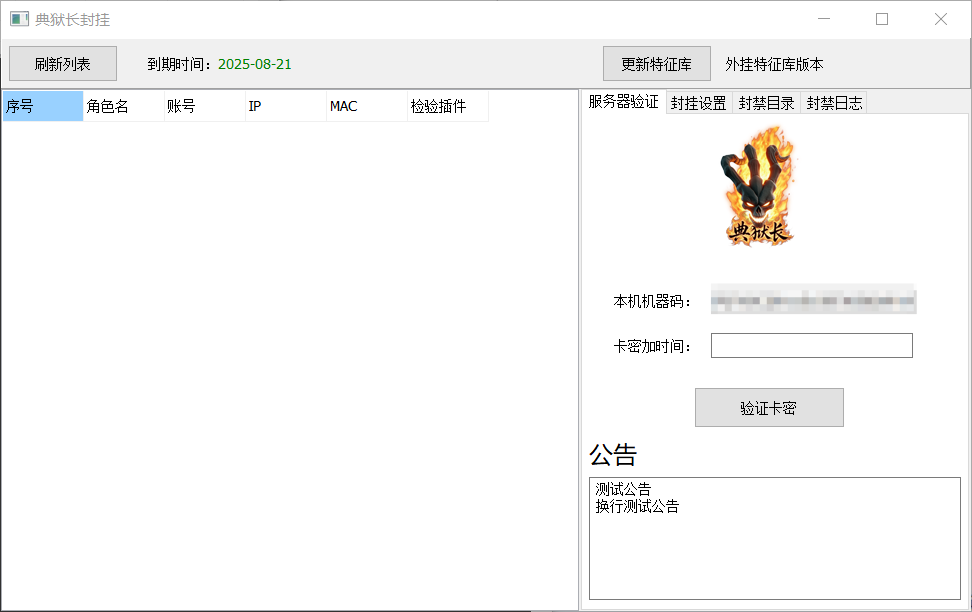 典狱长封挂
刷新列表
到期时间：2025-08-21
更新特征库
外挂特征库版本
序号
角色名
账号
IP
MAC
检验插件
服务器验证
封挂设置
封禁目录
封禁日志
典狱长
本机机器码：
卡密加时间：
验证卡密
公告
测试公告
换行测试公告